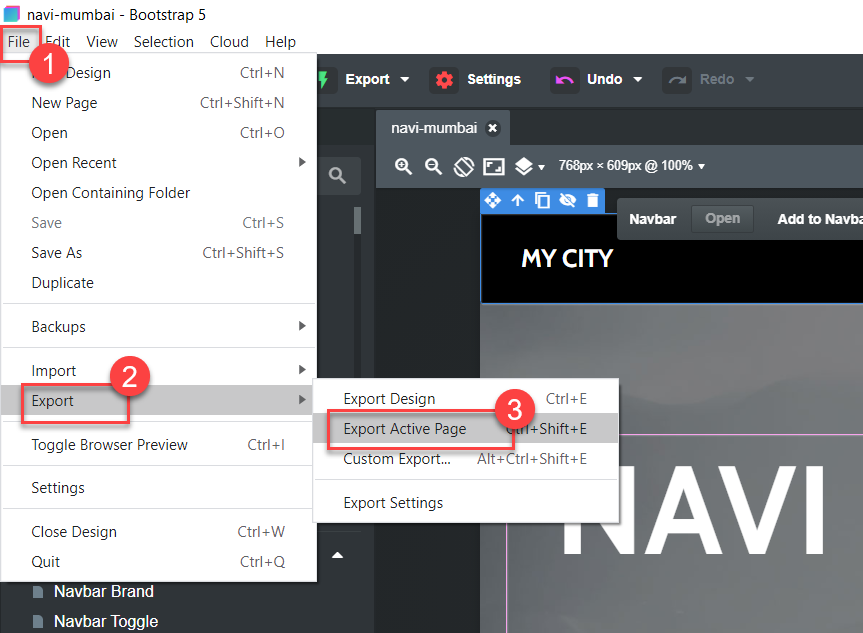 navi-mumbai - Bootstrap 5
File Edit View Selection Cloud Help
1
Design Ctrl+N
New Page Ctrl+Shift+N
Open Ctrl+O
Open Recent
Open Containing Folder
Save Ctrl+S
Save As Ctrl+Shift+S
Duplicate
Backups
Import
2
Export
Toggle Browser Preview Ctrl+I
Settings
Close Design Ctrl+W
Quit Ctrl+Q
Export Design Ctrl+E
3
Export Active Page Ctrl+Shift+E
Custom Export... Alt+Ctrl+Shift+E
Export Settings
Export Settings Undo Redo
navi-mumbai
768px × 609px @ 100%
Navbar Open Add to Navba
MY CITY
NAVI
Navbar Brand
Navbar Toggle